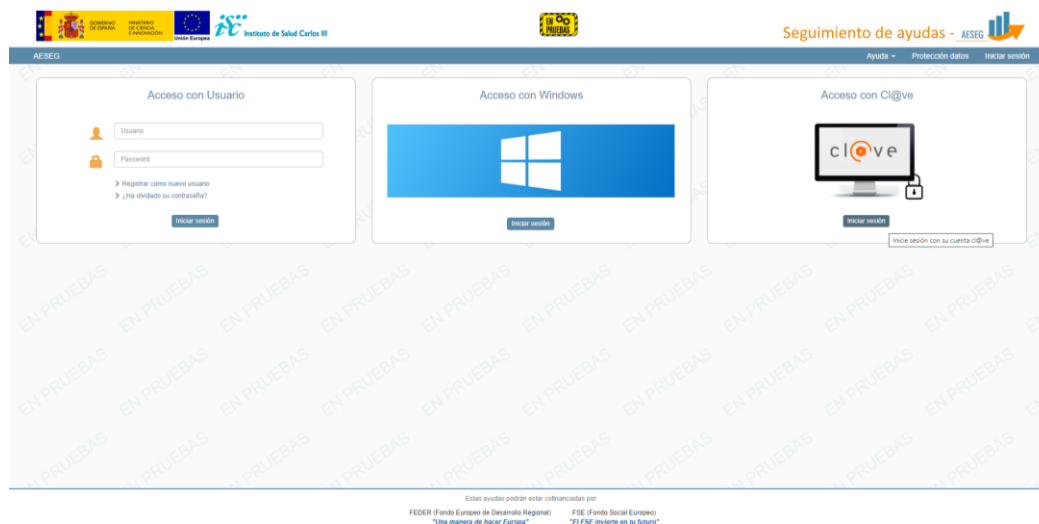 GOBIERNO
DE ESPAÑA
MINISTERIO
DE CIENCIA
E INNOVACIÓN
Unión Europea
isc Instituto de Salud Carlos III
EN
PRUEBAS
Seguimiento de ayudas - AESEG
AESEG
Ayuda
Protección datos
Iniciar sesión
Acceso con Usuario
Usuario
Password
Registrar como nuevo usuario
¿Ha olvidado su contraseña?
Iniciar sesión
Acceso con Windows
Iniciar sesión
Acceso con Cl@ve
cl@ve
Iniciar sesión
Inicie sesión con su cuenta cl@ve
EN PRUEBAS
Estas ayudas podrán estar cofinanciadas por:
FEDER (Fondo Europeo de Desarrollo Regional)
"Una manera de hacer Europa"
FSE (Fondo Social Europeo)
"El FSE invierte en tu futuro"